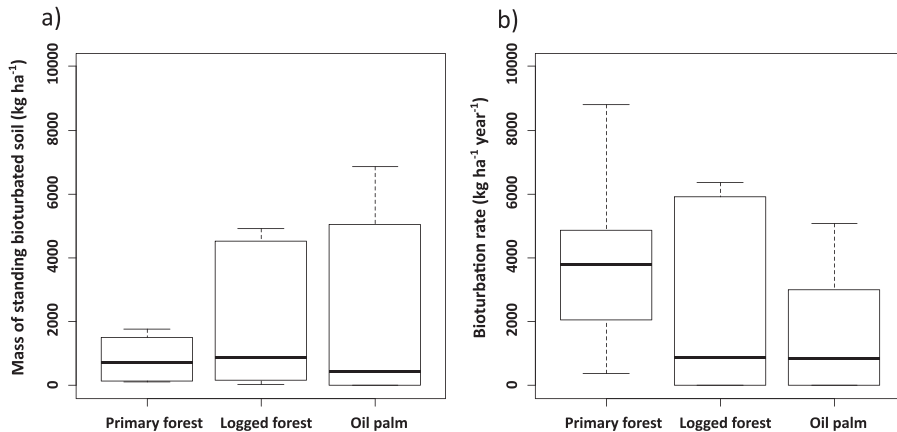 a)
Mass of standing bioturbated soil (kg ha⁻¹)
10000
8000
6000
4000
2000
0
Primary forest
Logged forest
Oil palm
b)
Bioturbation rate (kg ha⁻¹ year⁻¹)
10000
8000
6000
4000
2000
0
Primary forest
Logged forest
Oil palm